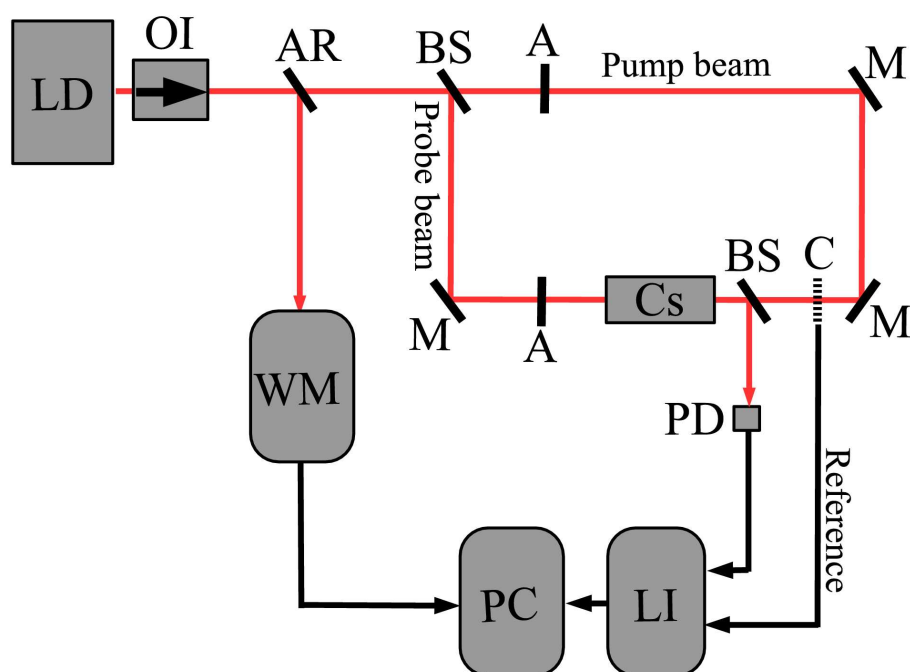 LD
OI
AR
BS
A
Pump beam
M
Probe beam
M
A
Cs
BS
C
M
WM
PD
Reference
PC
LI